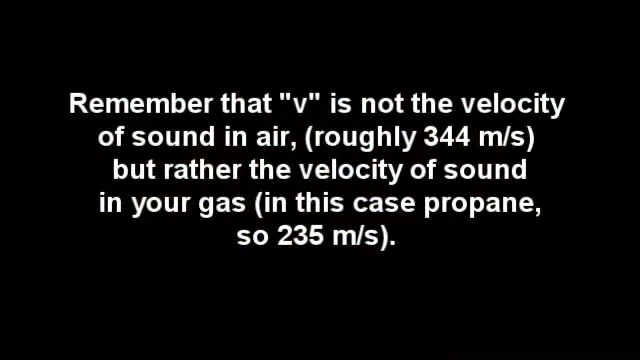 Remember that "v" is not the velocity
of sound in air, (roughly 344 m/s)
but rather the velocity of sound
in your gas (in this case propane,
so 235 m/s).